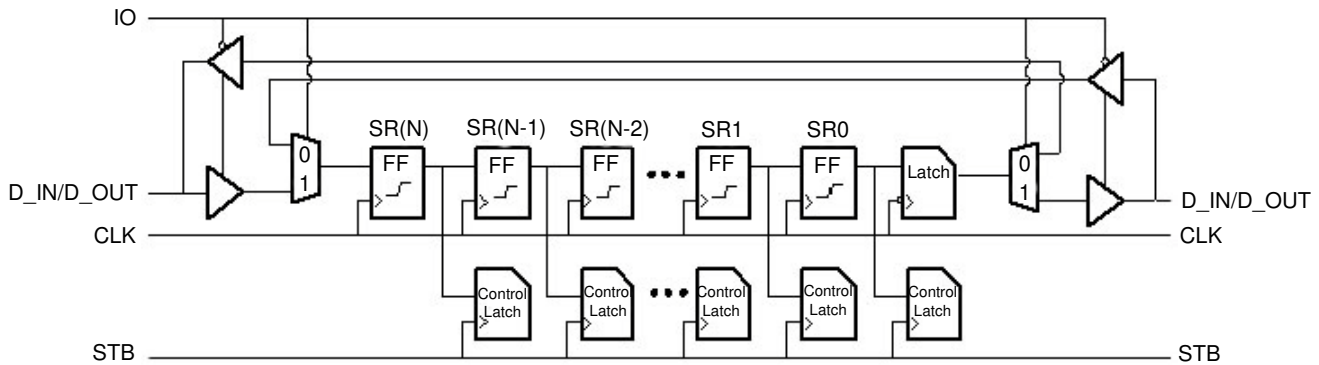 IO
SR(N)
SR(N-1)
SR(N-2)
SR1
SR0
0
1
FF
FF
FF
FF
FF
Latch
0
1
D_IN/D_OUT
D_IN/D_OUT
CLK
CLK
Control
Latch
Control
Latch
Control
Latch
Control
Latch
Control
Latch
STB
STB